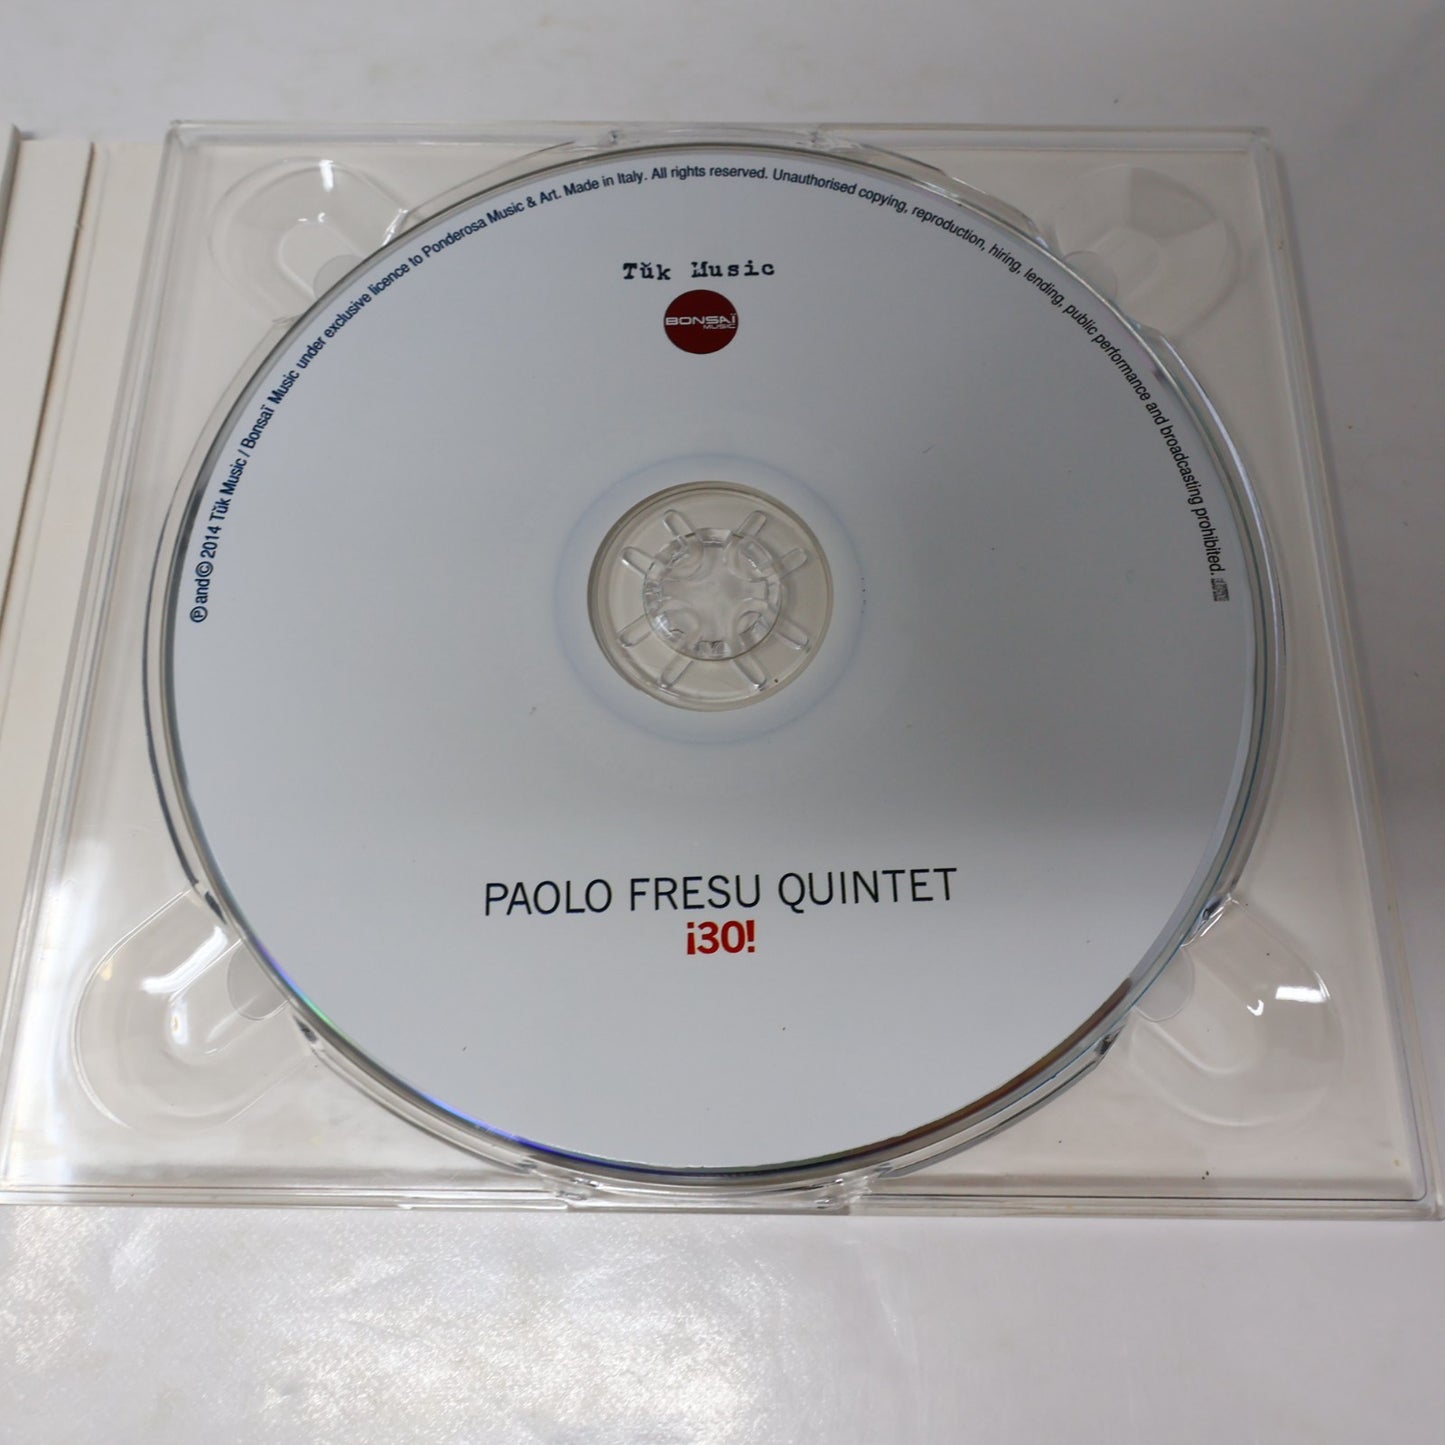 ℗ and © 2014 Tŭk Music / Bonsaï Music under exclusive licence to Ponderosa Music & Art. Made in Italy. All rights reserved. Unauthorised copying, reproduction, hiring, lending, public performance and broadcasting prohibited.
Tŭk Music
BONSAÏ
MUSIC
PAOLO FRESU QUINTET
¡30!